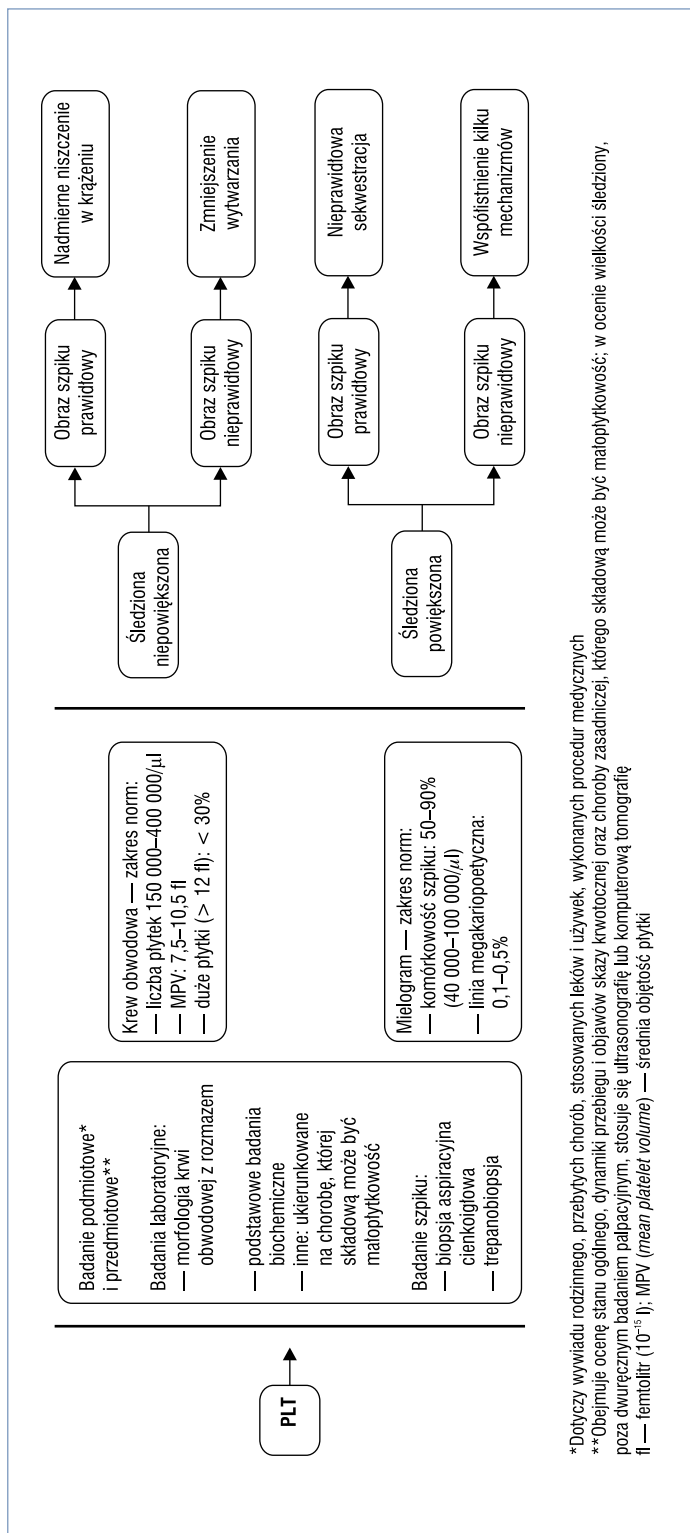 PLT
Badanie podmiotowe*
i przedmiotowe**
Badania laboratoryjne:
— morfologia krwi
obwodowej z rozmazem
— podstawowe badania
biochemiczne
— inne: ukierunkowane
na chorobę, której
składową może być
małopłytkowość
Badanie szpiku:
— biopsja aspiracyjna
cienkoigłowa
— trepanobiopsja
Krew obwodowa — zakres norm:
— liczba płytek 150 000–400 000/μl
— MPV: 7,5–10,5 fl
— duże płytki (> 12 fl): < 30%
Mielogram — zakres norm:
— komórkowość szpiku: 50–90%
(40 000–100 000/μl)
— linia megakariopoetyczna:
0,1–0,5%
Śledziona
niepowiększona
Obraz szpiku
prawidłowy
Nadmierne niszczenie
w krążeniu
Obraz szpiku
nieprawidłowy
Zmniejszenie
wytwarzania
Śledziona
powiększona
Obraz szpiku
prawidłowy
Nieprawidłowa
sekwestracja
Obraz szpiku
nieprawidłowy
Współistnienie kilku
mechanizmów
*Dotyczy wywiadu rodzinnego, przebytych chorób, stosowanych leków i używek, wykonanych procedur medycznych
**Obejmuje ocenę stanu ogólnego, dynamiki przebiegu i objawów skazy krwotocznej oraz choroby zasadniczej, którego składową może być małopłytkowość; w ocenie wielkości śledziony,
poza dwuręcznym badaniem palpacyjnym, stosuje się ultrasonografię lub komputerową tomografię
fl — femtolitr (10⁻¹⁵ l); MPV (mean platelet volume) — średnia objętość płytki